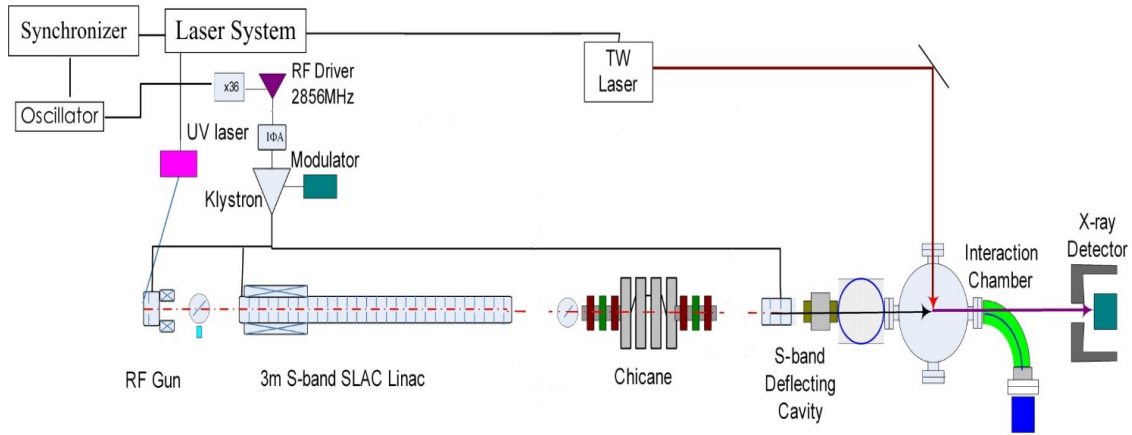 Synchronizer
Laser System
TW
Laser
RF Driver
2856MHz
x36
Oscillator
UV laser
IΦA
Modulator
Klystron
X-ray
Detector
Interaction
Chamber
RF Gun
3m S-band SLAC Linac
Chicane
S-band
Deflecting
Cavity